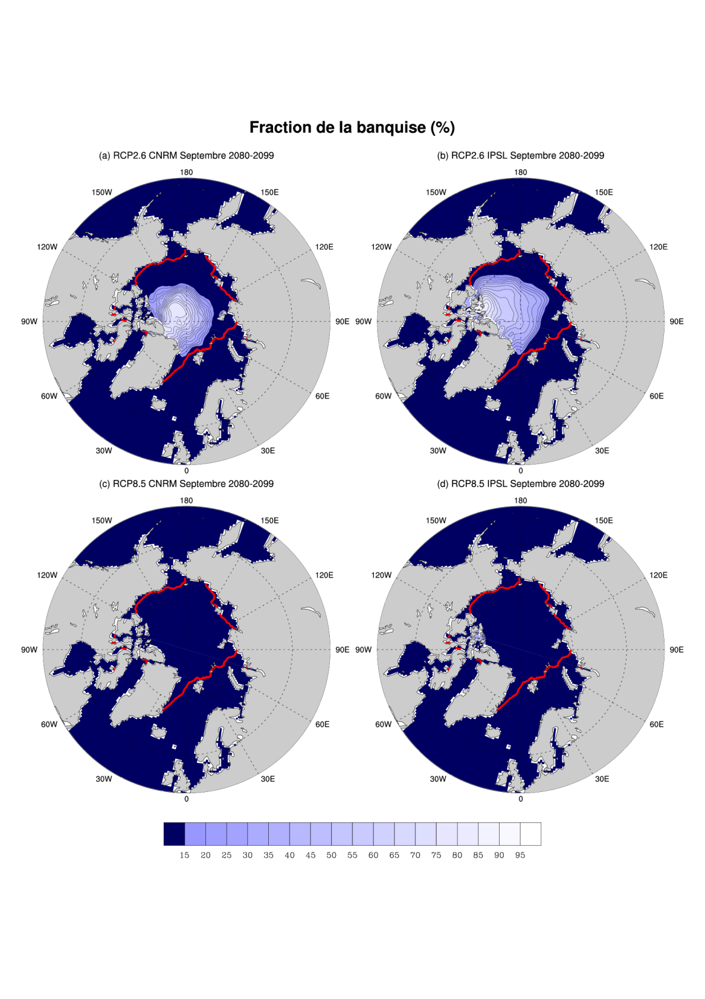 Fraction de la banquise (%)
(a) RCP2.6 CNRM Septembre 2080-2099
180
150W 150E
120W 120E
90W 90E
60W 60E
30W 30E
0
(b) RCP2.6 IPSL Septembre 2080-2099
180
150W 150E
120W 120E
90W 90E
60W 60E
30W 30E
0
(c) RCP8.5 CNRM Septembre 2080-2099
180
150W 150E
120W 120E
90W 90E
60W 60E
30W 30E
0
(d) RCP8.5 IPSL Septembre 2080-2099
180
150W 150E
120W 120E
90W 90E
60W 60E
30W 30E
0
15 20 25 30 35 40 45 50 55 60 65 70 75 80 85 90 95